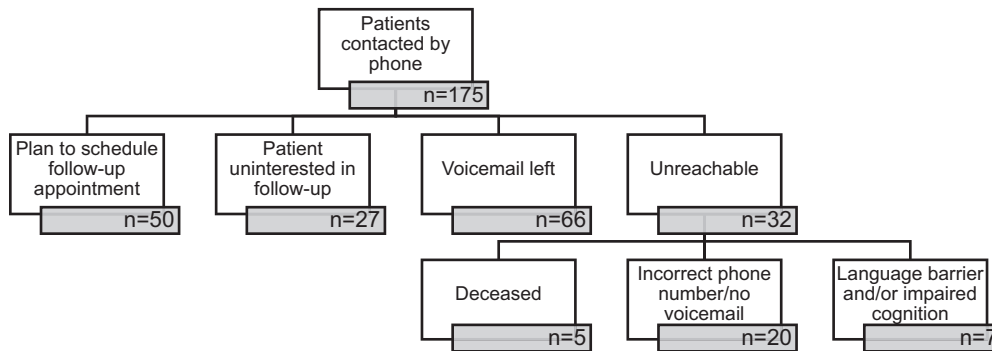 Patients
contacted by
phone
n=175
Plan to schedule
follow-up
appointment
n=50
Patient
uninterested in
follow-up
n=27
Voicemail left
n=66
Unreachable
n=32
Deceased
n=5
Incorrect phone
number/no
voicemail
n=20
Language barrier
and/or impaired
cognition
n=7